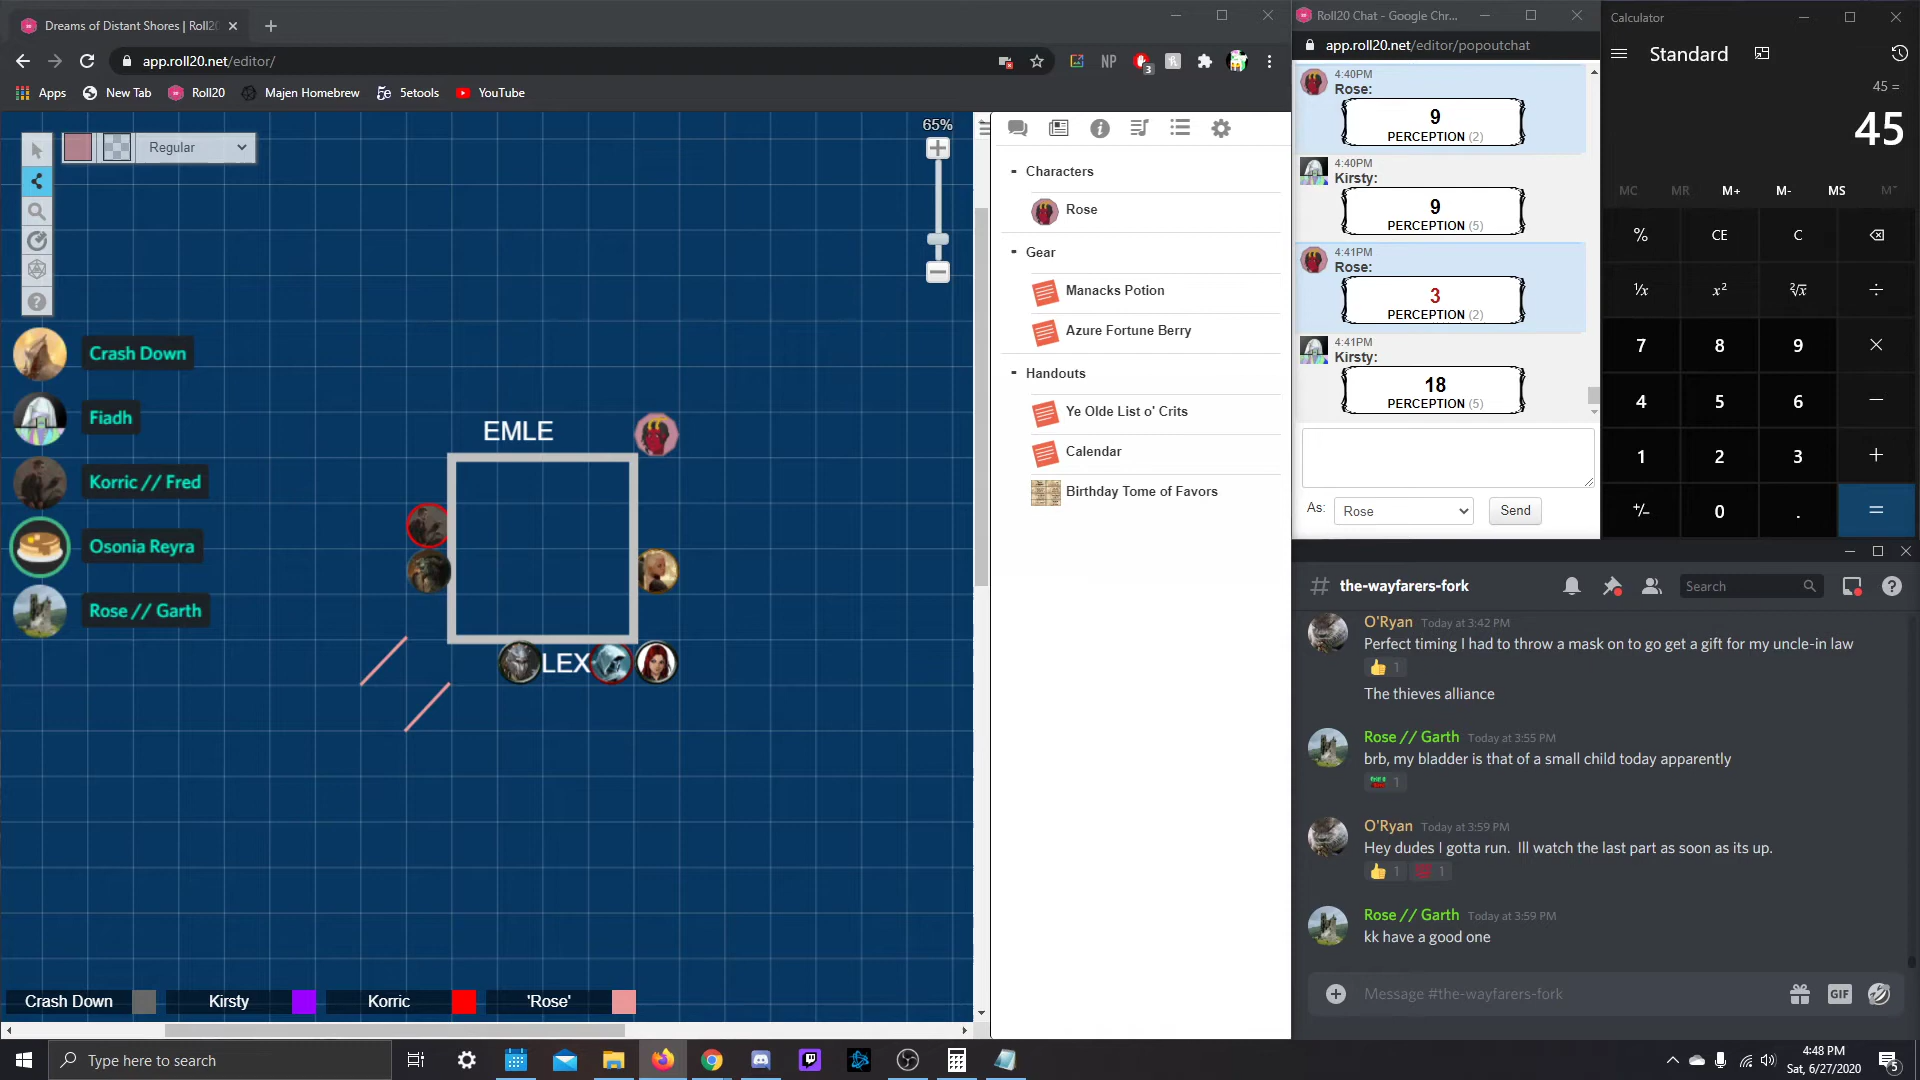 Dreams of Distant Shores | Roll2
app.roll20.net/editor/
NP
3
Apps
New Tab
Roll20
Majen Homebrew
5etools
YouTube
Regular
65%
Crash Down
Fiadh
Korric // Fred
Osonia Reyra
Rose // Garth
EMLE
LEX
Crash Down
Kirsty
Korric
'Rose'
Characters
Rose
Gear
Manacks Potion
Azure Fortune Berry
Handouts
Ye Olde List o' Crits
Calendar
Birthday Tome of Favors
Roll20 Chat - Google Chr...
app.roll20.net/editor/popoutchat
4:40PM
Rose:
9
PERCEPTION (2)
4:40PM
Kirsty:
9
PERCEPTION (5)
4:41PM
Rose:
3
PERCEPTION (2)
4:41PM
Kirsty:
18
PERCEPTION (5)
As:
Rose
Send
Calculator
Standard
45 =
45
MC MR M+ M- MS M˅
% CE C ⌫
¹/x x² ²√x ÷
7 8 9 ×
4 5 6 −
1 2 3 +
+/− 0 . =
# the-wayfarers-fork
Search
O'Ryan Today at 3:42 PM
Perfect timing I had to throw a mask on to go get a gift for my uncle-in law
1
The thieves alliance
Rose // Garth Today at 3:55 PM
brb, my bladder is that of a small child today apparently
1
O'Ryan Today at 3:59 PM
Hey dudes I gotta run. Ill watch the last part as soon as its up.
1 1
Rose // Garth Today at 3:59 PM
kk have a good one
Message #the-wayfarers-fork
GIF
Type here to search
4:48 PM
Sat, 6/27/2020
5